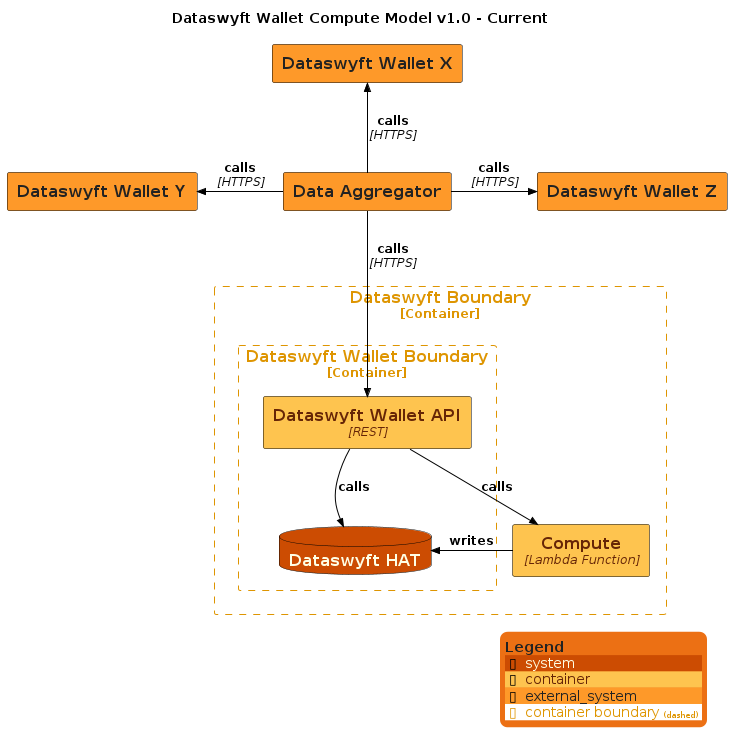 Dataswyft Wallet Compute Model v1.0 - Current
Dataswyft Wallet X
calls
[HTTPS]
Dataswyft Wallet Y
calls
[HTTPS]
Data Aggregator
calls
[HTTPS]
Dataswyft Wallet Z
calls
[HTTPS]
Dataswyft Boundary
[Container]
Dataswyft Wallet Boundary
[Container]
Dataswyft Wallet API
[REST]
calls
calls
Dataswyft HAT
writes
Compute
[Lambda Function]
Legend
system
container
external_system
container boundary (dashed)